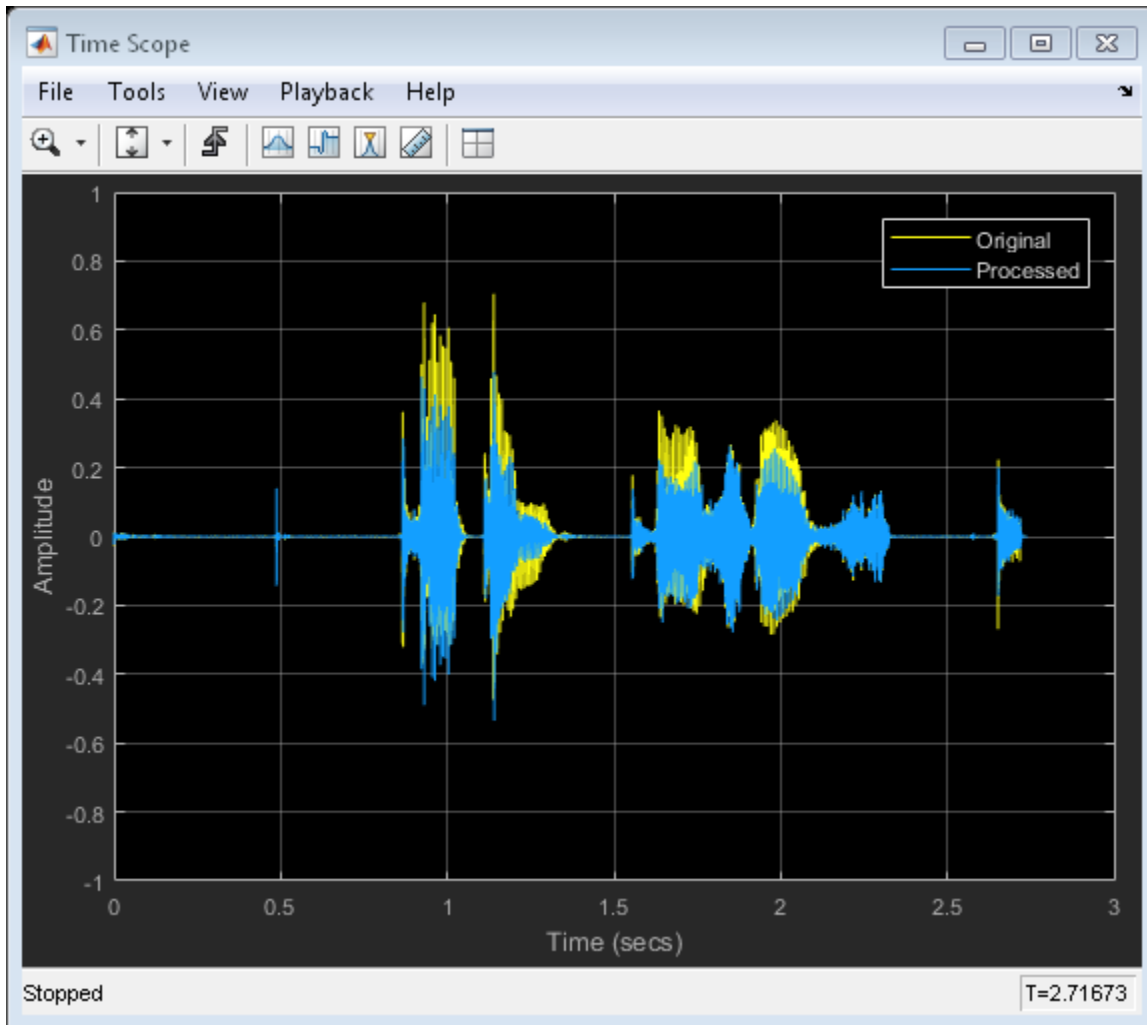 Time Scope
File Tools View Playback Help
Original
Processed
1
0.8
0.6
0.4
0.2
0
-0.2
-0.4
-0.6
-0.8
-1
Amplitude
0 0.5 1 1.5 2 2.5 3
Time (secs)
Stopped T=2.71673